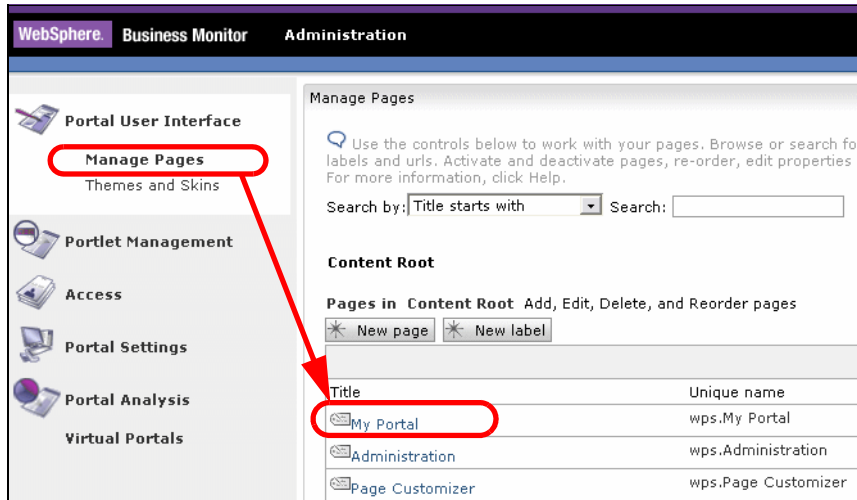 WebSphere. Business Monitor Administration
Portal User Interface
Manage Pages
Themes and Skins
Portlet Management
Access
Portal Settings
Portal Analysis
Virtual Portals
Manage Pages
Use the controls below to work with your pages. Browse or search fo
labels and urls. Activate and deactivate pages, re-order, edit properties
For more information, click Help.
Search by: Title starts with Search:
Content Root
Pages in Content Root Add, Edit, Delete, and Reorder pages
New page New label
Title Unique name
My Portal wps.My Portal
Administration wps.Administration
Page Customizer wps.Page Customizer